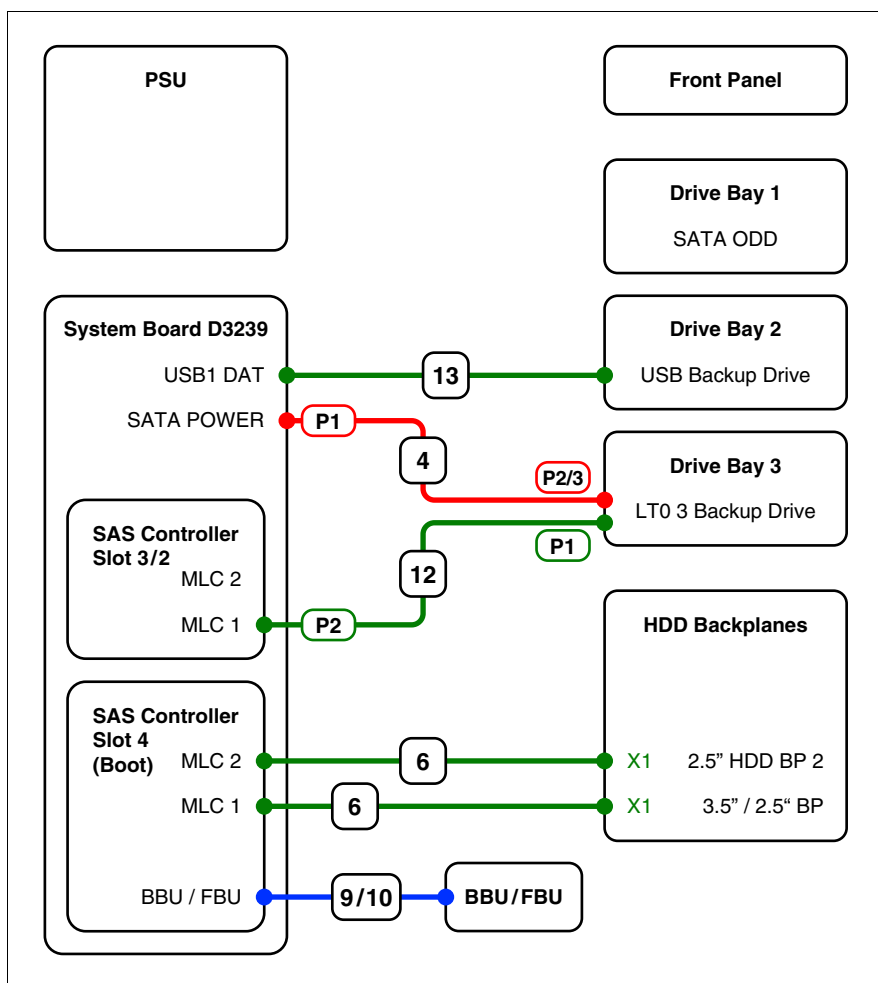 PSU
Front Panel
Drive Bay 1
SATA ODD
System Board D3239
Drive Bay 2
USB1 DAT
13
USB Backup Drive
SATA POWER
P1
4
P2/3
Drive Bay 3
LT0 3 Backup Drive
P1
SAS Controller
Slot 3/2
MLC 2
12
MLC 1
P2
HDD Backplanes
SAS Controller
Slot 4
(Boot)
MLC 2
6
X1
2.5” HDD BP 2
MLC 1
6
X1
3.5” / 2.5“ BP
BBU / FBU
9/10
BBU/FBU